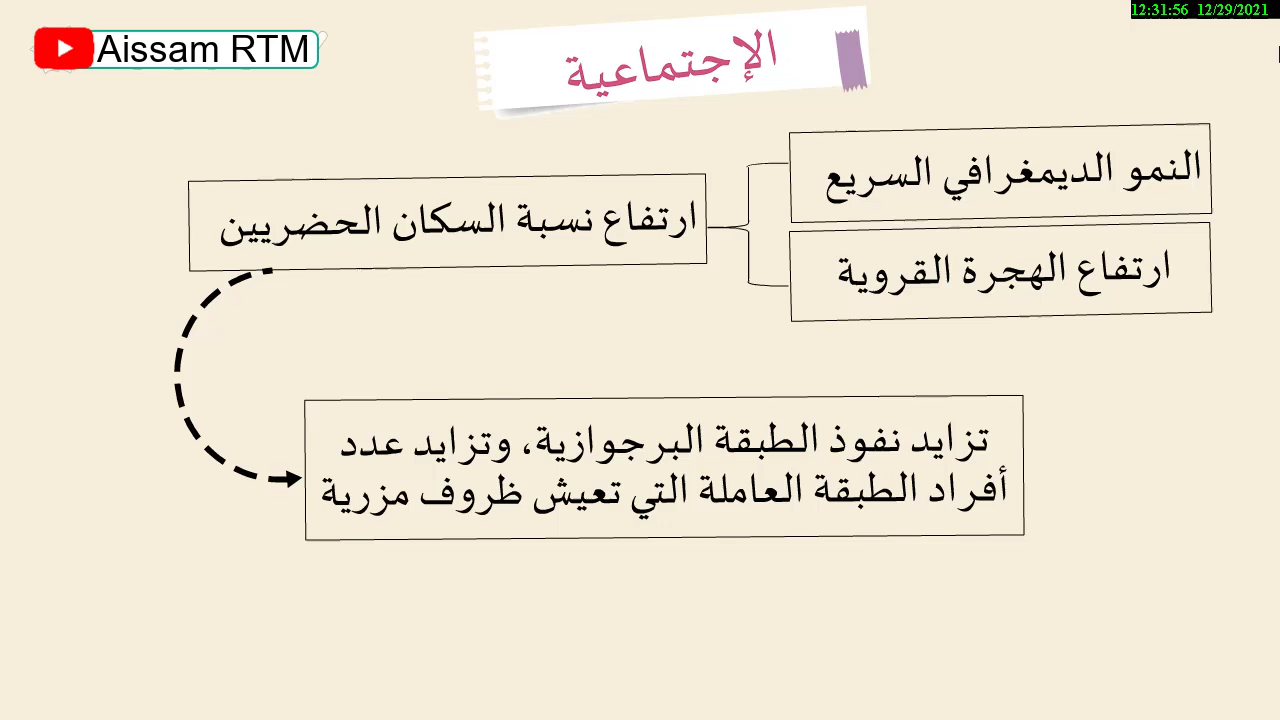 12:31:56 12/29/2021
Aissam RTM
الإجتماعية
النمو الديمغرافي السريع
ارتفاع نسبة السكان الحضريين
ارتفاع الهجرة القروية
تزايد نفوذ الطبقة البرجوازية، وتزايد عدد
أفراد الطبقة العاملة التي تعيش ظروف مزرية